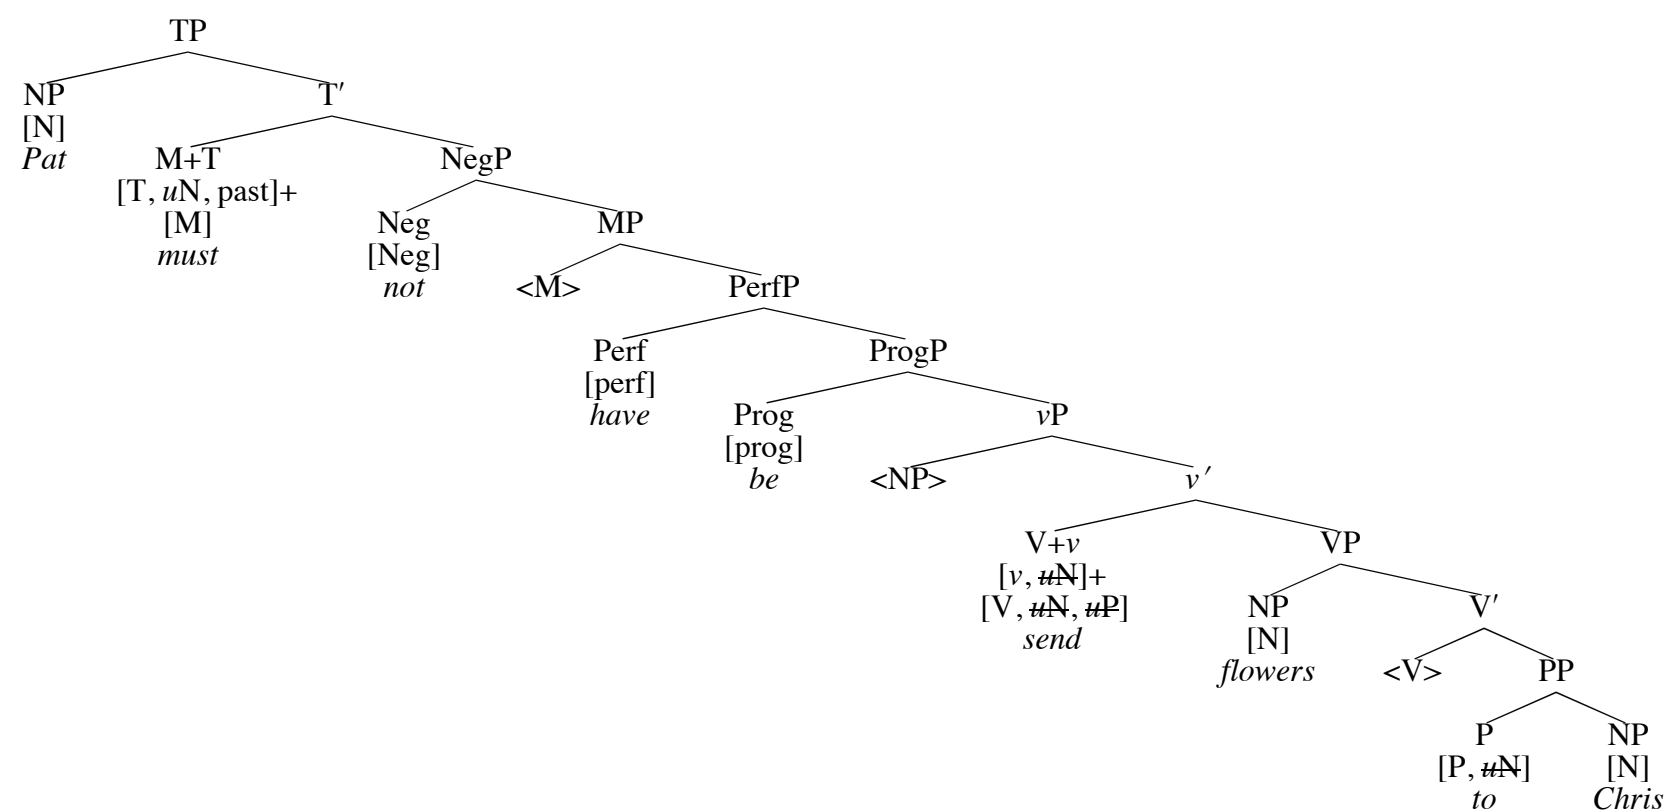 TP
NP T′
[N]
Pat M+T NegP
[T, uN, past]+
[M] Neg MP
must [Neg]
not <M> PerfP
Perf ProgP
[perf]
have Prog vP
[prog]
be <NP> v′
V+v VP
[v, uN]+
[V, uN, uP] NP V′
send [N]
flowers <V> PP
P NP
[P, uN] [N]
to Chris